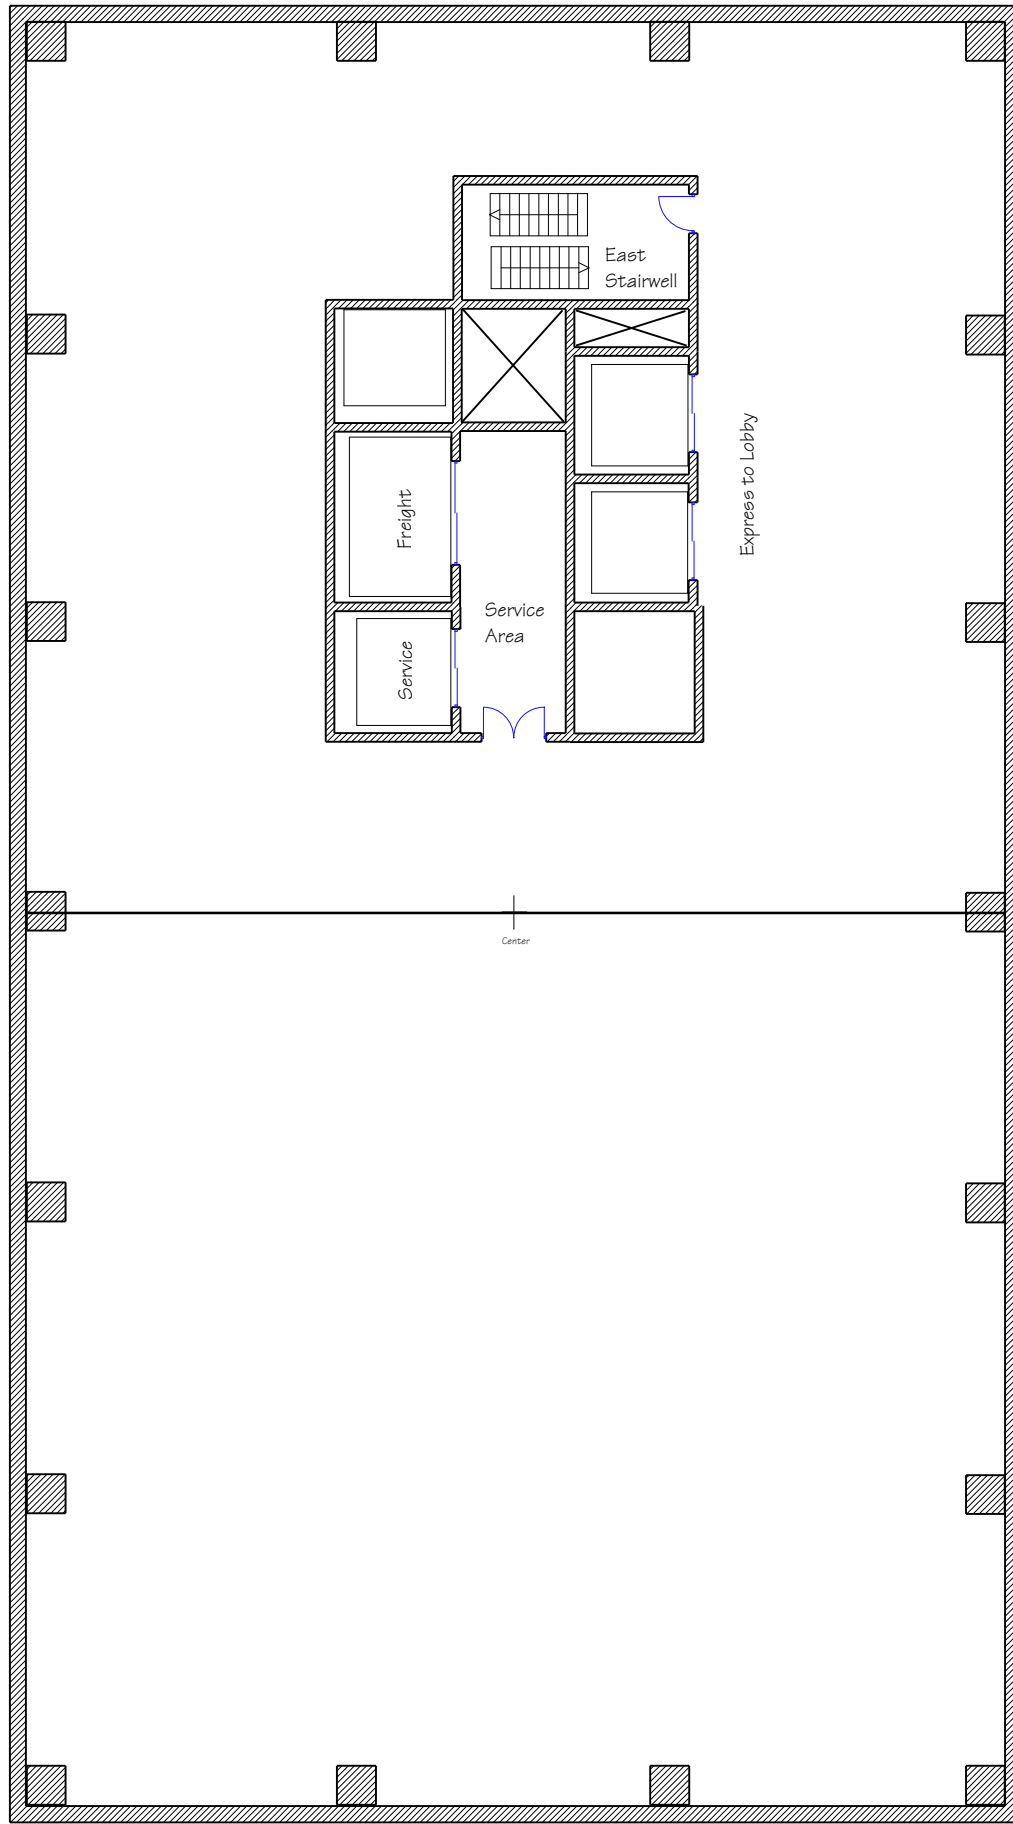 East
Stairwell
Express to Lobby
Freight
Service
Area
Service
Center